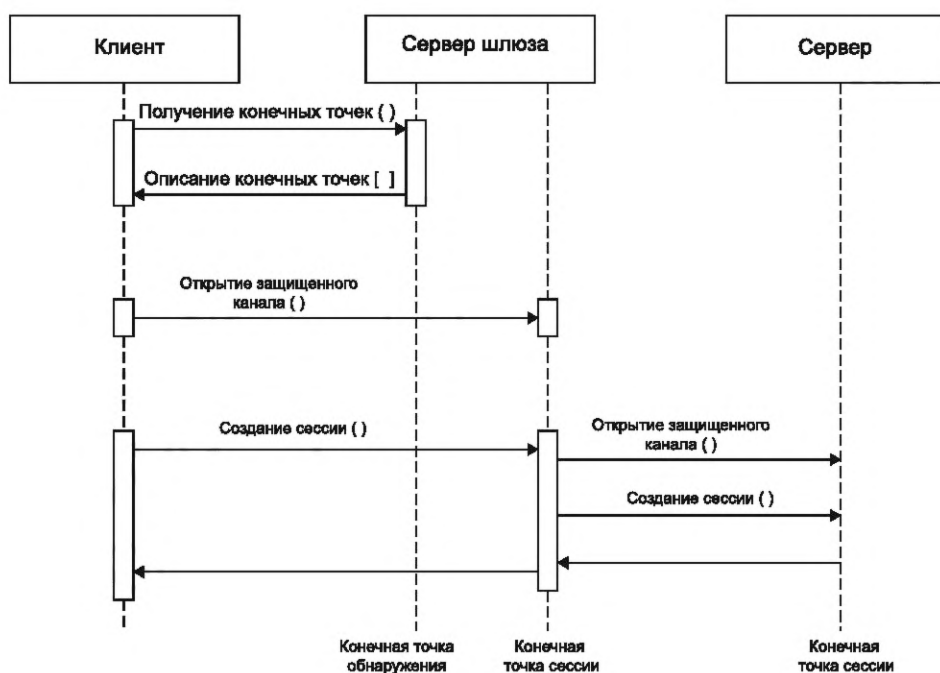 Клиент
Сервер шлюза
Сервер
Получение конечных точек ( )
Описание конечных точек [  ]
Открытие защищенного
канала ( )
Создание сессии ( )
Открытие защищенного
канала ( )
Создание сессии ( )
Конечная точка
обнаружения
Конечная
точка сессии
Конечная
точка сессии